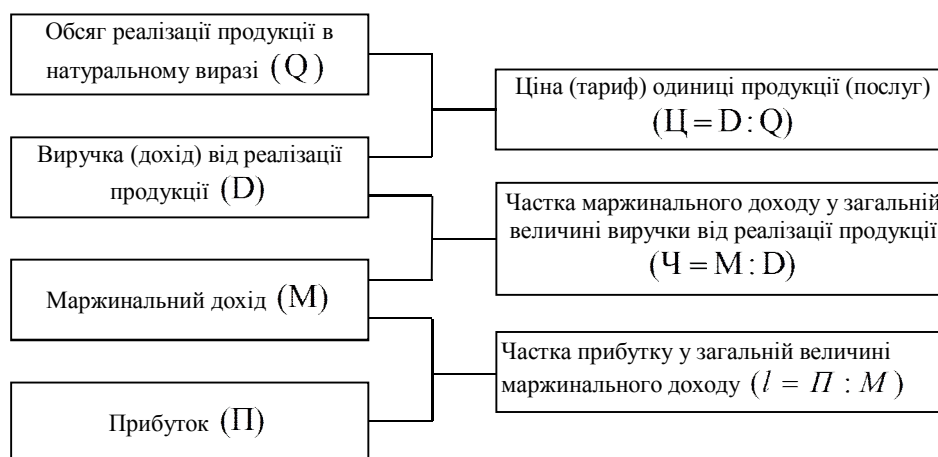 Обсяг реалізації продукції в
натуральному виразі (Q)
Ціна (тариф) одиниці продукції (послуг)
(Ц = D : Q)
Виручка (дохід) від реалізації
продукції (D)
Частка маржинального доходу у загальній
величині виручки від реалізації продукції
(Ч = М : D)
Маржинальний дохід (М)
Частка прибутку у загальній величині
маржинального доходу (l = П : М)
Прибуток (П)